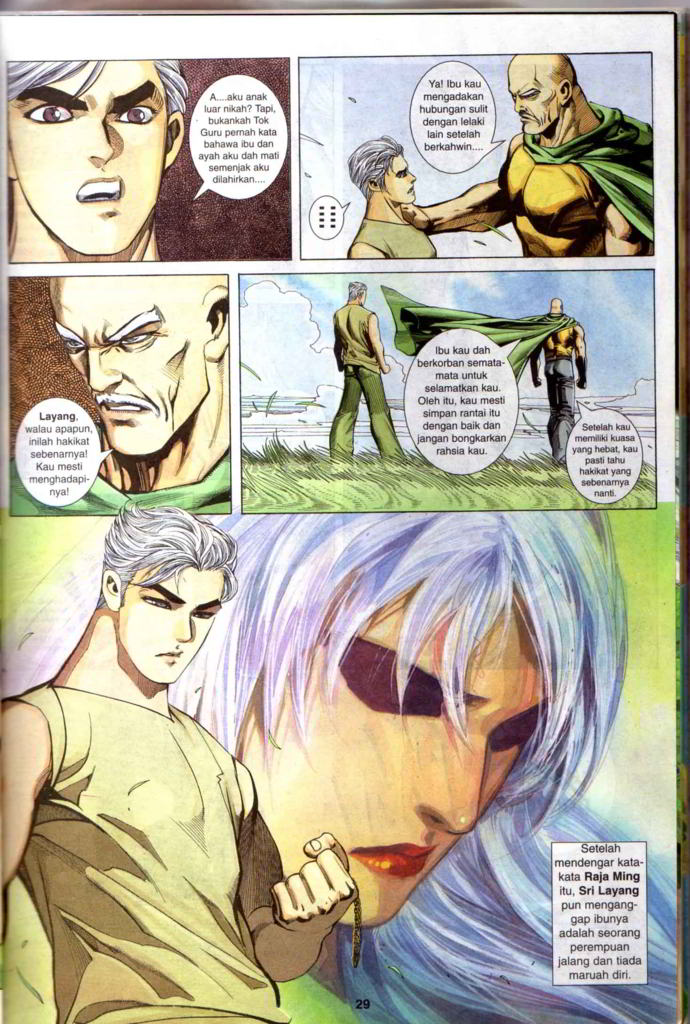 A....aku anak
luar nikah? Tapi,
bukankah Tok
Guru pernah kata
bahawa ibu dan
ayah aku dah mati
semenjak aku
dilahirkan....
Ya! Ibu kau
mengadakan
hubungan sulit
dengan lelaki
lain setelah
berkahwin....
Layang,
walau apapun,
inilah hakikat
sebenarnya!
Kau mesti
menghadapi-
nya!
Ibu kau dah
berkorban semata-
mata untuk
selamatkan kau.
Oleh itu, kau mesti
simpan rantai itu
dengan baik dan
jangan bongkarkan
rahsia kau.
Setelah kau
memiliki kuasa
yang hebat, kau
pasti tahu
hakikat yang
sebenarnya
nanti.
Setelah
mendengar kata-
kata Raja Ming
itu, Sri Layang
pun mengang-
gap ibunya
adalah seorang
perempuan
jalang dan tiada
maruah diri.
29